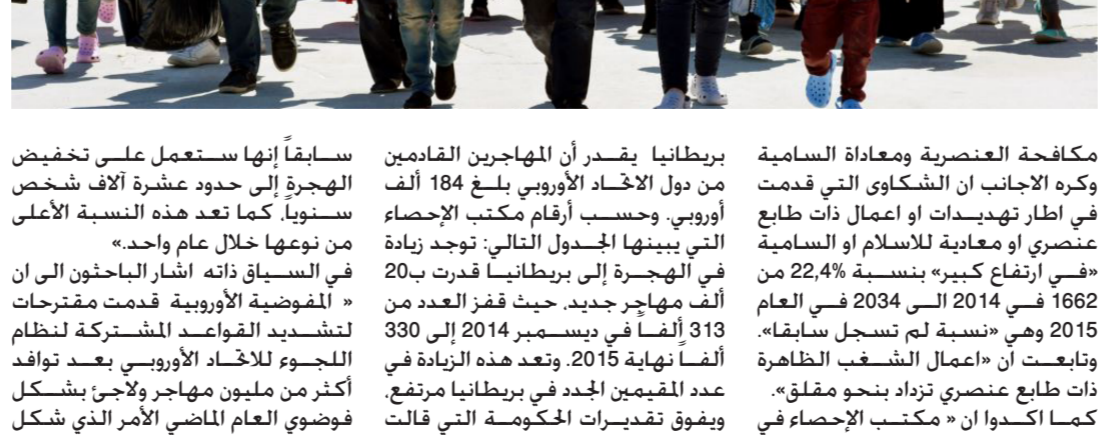 مكافحة العنصرية ومعاداة السامية
وكره الاجانب ان الشكاوى التي قدمت
في اطار تهديدات او اعمال ذات طابع
عنصري او معادية للاسلام او السامية
«في ارتفاع كبير» بنسبة 22,4% من
1662 في 2014 الى 2034 في العام
2015 وهي «نسبة لم تسجل سابقا».
وتابعت ان «اعمال الشغب الظاهرة
ذات طابع عنصري تزداد بنحو مقلق».
كما اكدوا ان « مكتب الإحصاء في
بريطانيا يقدر أن المهاجرين القادمين
من دول الاتحاد الأوروبي بلغ 184 ألف
أوروبي. وحسب أرقام مكتب الإحصاء
التي يبينها الجدول التالي: توجد زيادة
في الهجرة إلى بريطانيا قدرت ب20
ألف مهاجر جديد، حيث قفز العدد من
313 ألفاً في ديسمبر 2014 إلى 330
ألفاً نهاية 2015. وتعد هذه الزيادة في
عدد المقيمين الجدد في بريطانيا مرتفع،
ويفوق تقديرات الحكومة التي قالت
سابقاً إنها ستعمل على تخفيض
الهجرة إلى حدود عشرة آلاف شخص
سنوياً، كما تعد هذه النسبة الأعلى
من نوعها خلال عام واحد.»
في السياق ذاته اشار الباحثون الى ان
« المفوضية الأوروبية قدمت مقترحات
لتشديد القواعد المشتركة لنظام
اللجوء للاتحاد الأوروبي بعد توافد
أكثر من مليون مهاجر ولاجئ بشكل
فوضوي العام الماضي الأمر الذي شكل